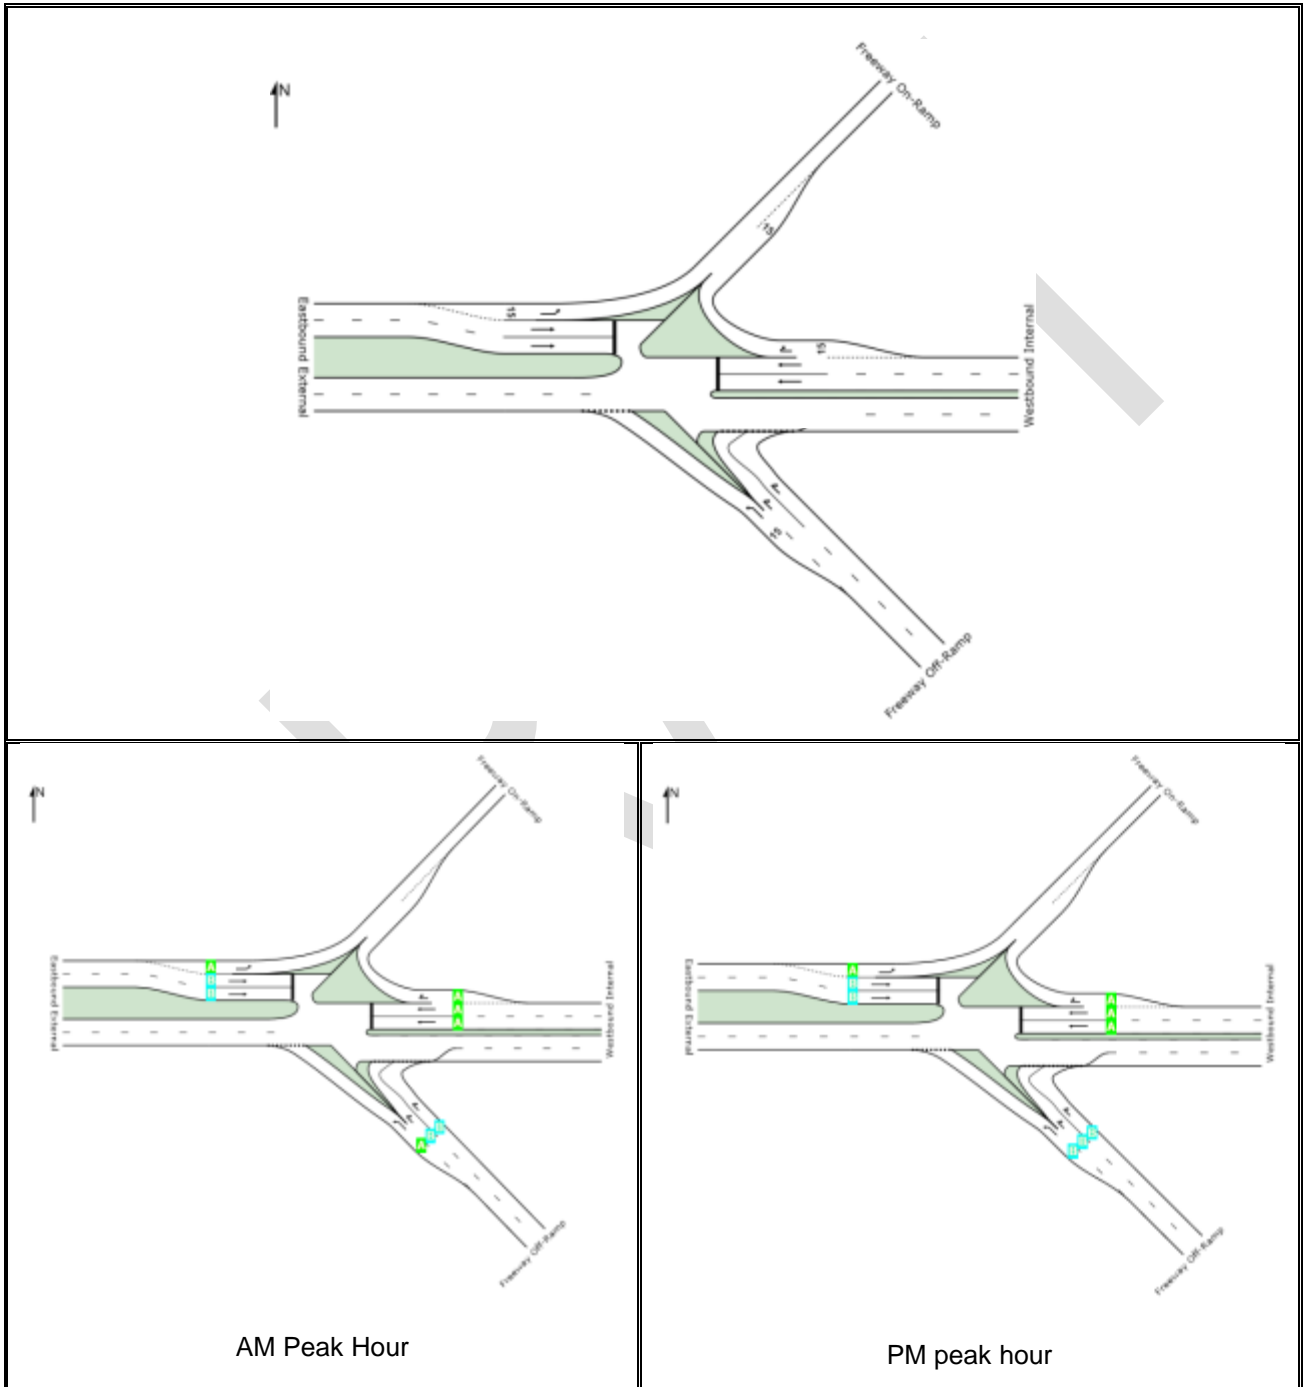 Freeway On-Ramp
N
Eastbound External
15
15
15
Westbound Internal
15
Freeway Off-Ramp
Freeway On-Ramp
N
Eastbound External
A
B
B
A
A
A
Westbound Internal
B
B
A
Freeway Off-Ramp
AM Peak Hour
Freeway On-Ramp
N
Eastbound External
A
B
B
A
A
A
Westbound Internal
B
B
B
Freeway Off-Ramp
PM peak hour